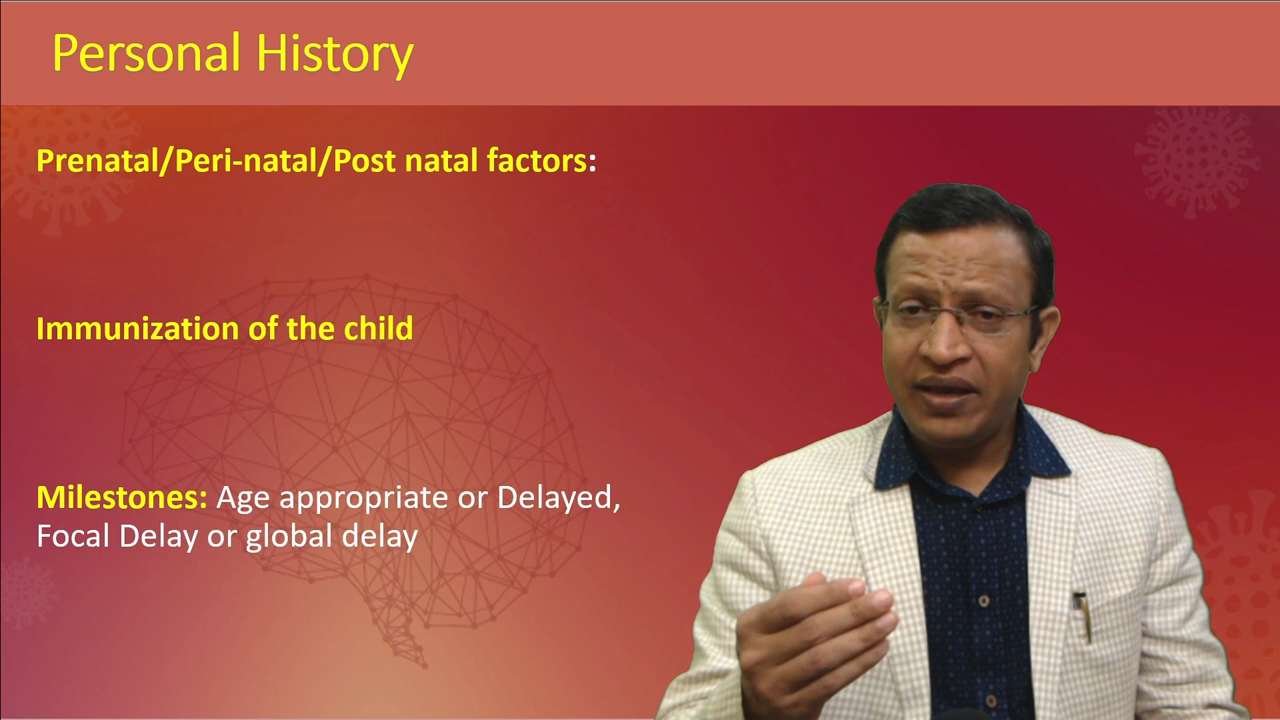 Personal History
Prenatal/Peri-natal/Post natal factors:
Immunization of the child
Milestones: Age appropriate or Delayed,
Focal Delay or global delay